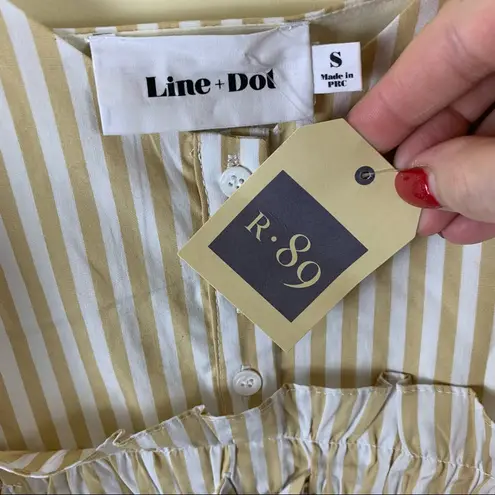 Line + Dot
S
Made in
PRC
R·89